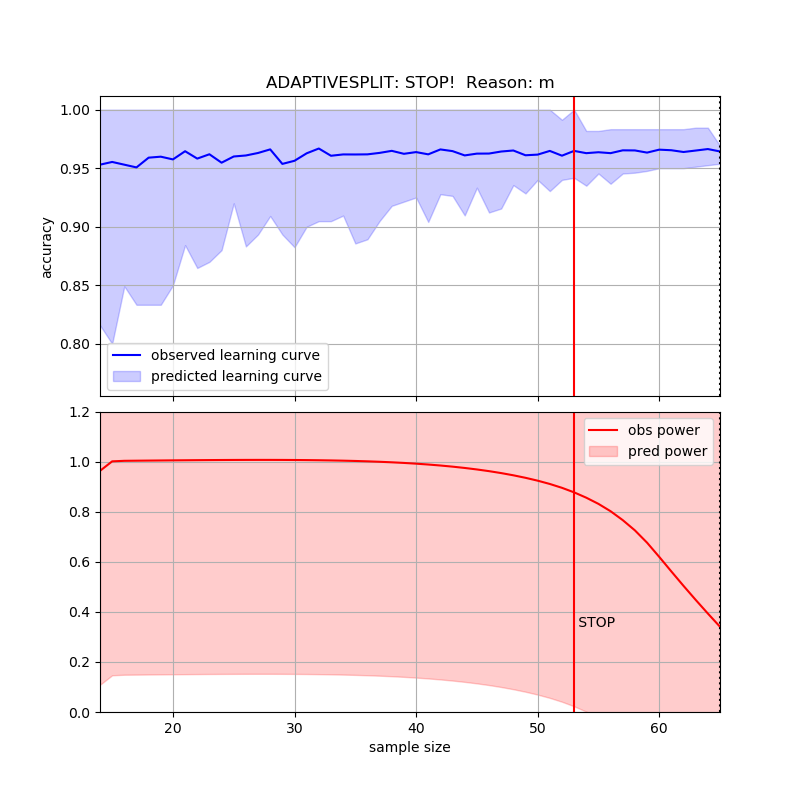 ADAPTIVESPLIT: STOP!  Reason: m
1.00
0.95
0.90
0.85
0.80
accuracy
observed learning curve
predicted learning curve
1.2
1.0
0.8
0.6
0.4
0.2
0.0
obs power
pred power
STOP
20
30
40
50
60
sample size